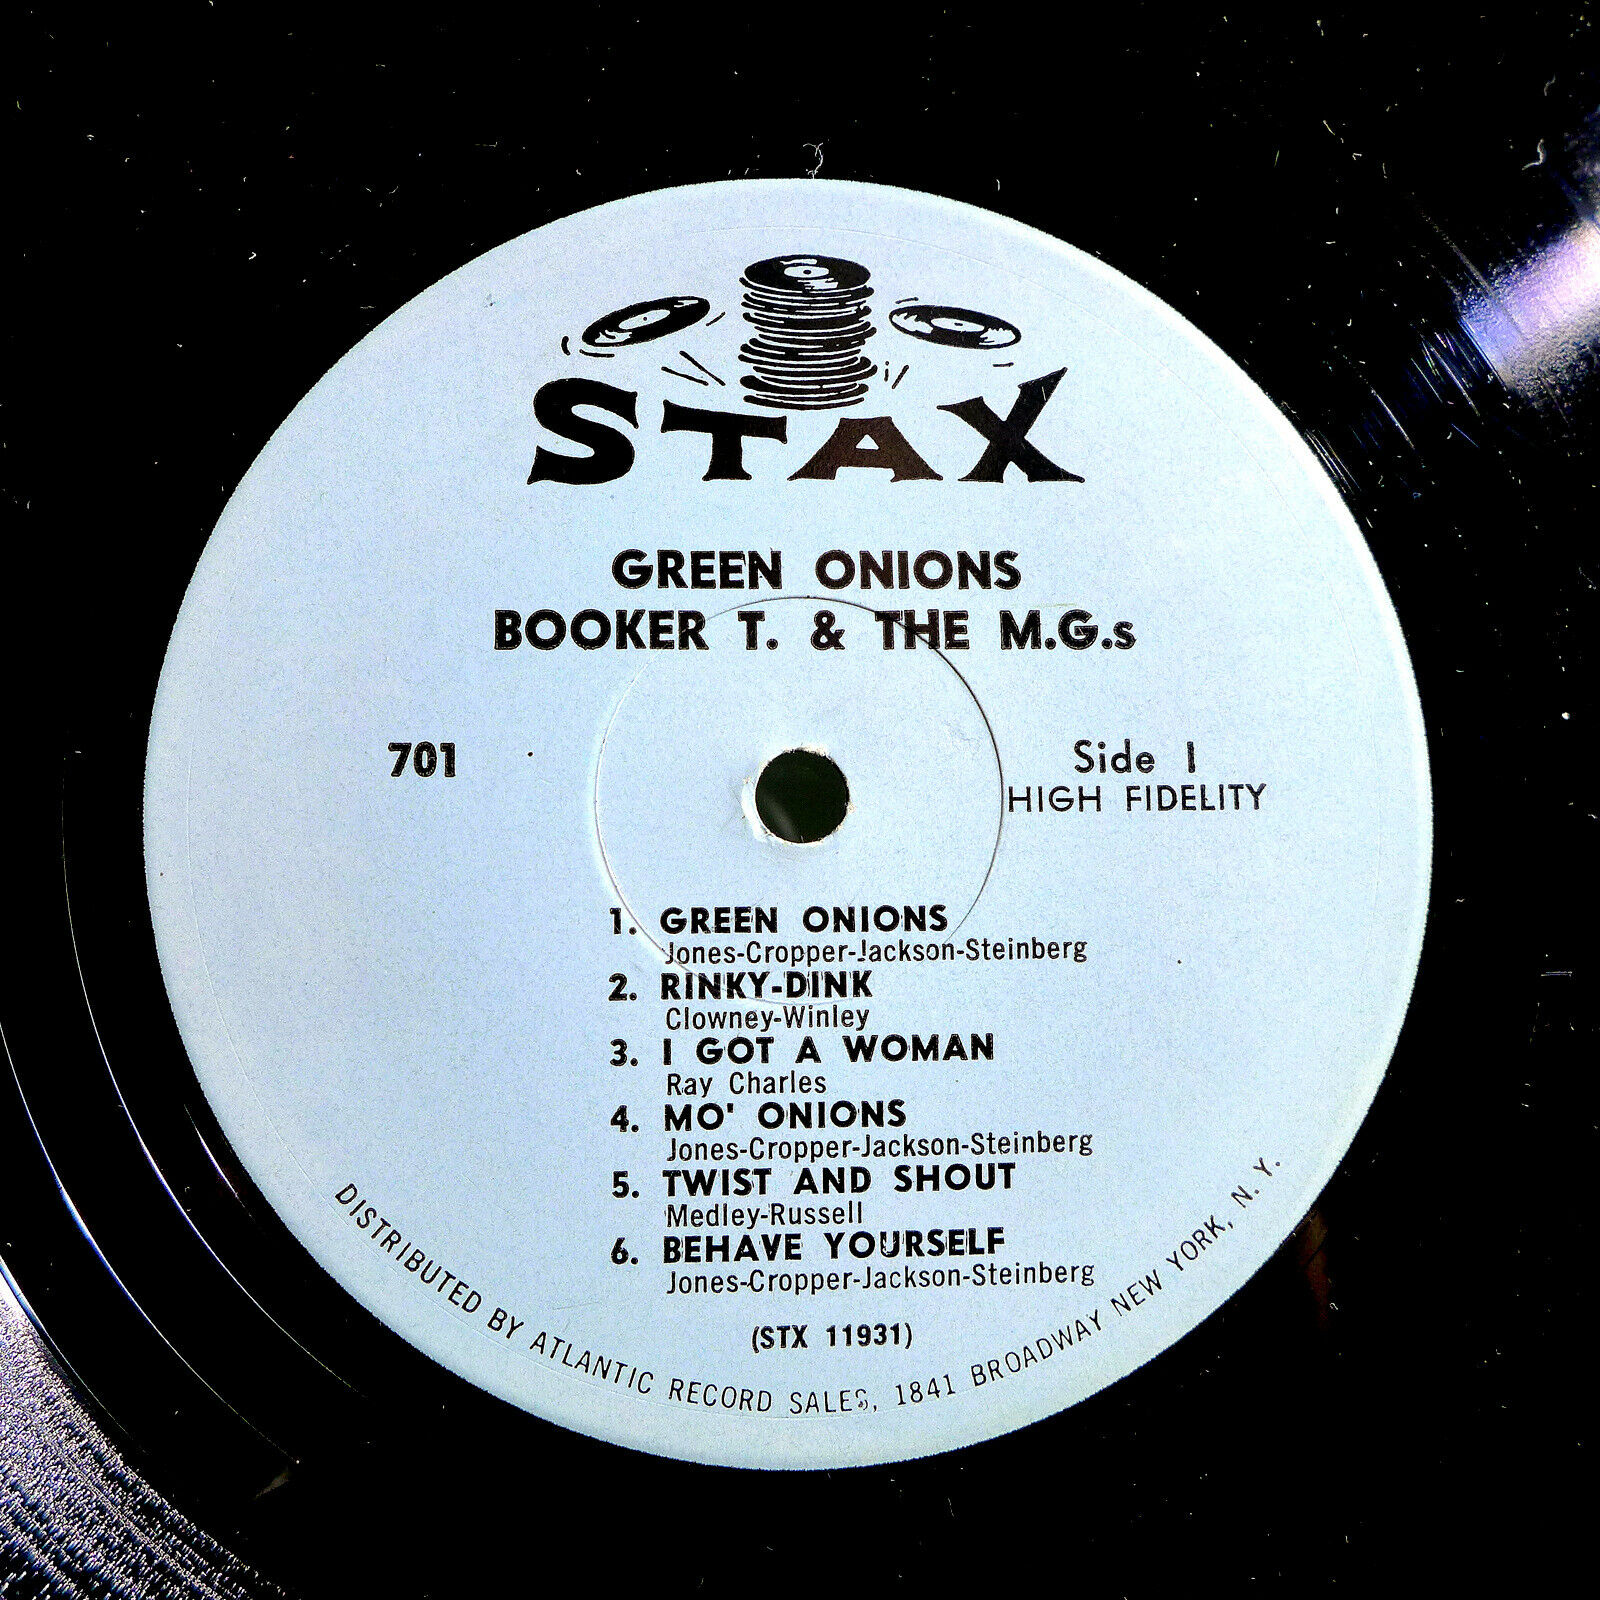 STAX
GREEN ONIONS
BOOKER T. & THE M.G.s
701
Side 1
HIGH FIDELITY
1. GREEN ONIONS
Jones-Cropper-Jackson-Steinberg
2. RINKY-DINK
Clowney-Winley
3. I GOT A WOMAN
Ray Charles
4. MO' ONIONS
Jones-Cropper-Jackson-Steinberg
5. TWIST AND SHOUT
Medley-Russell
6. BEHAVE YOURSELF
Jones-Cropper-Jackson-Steinberg
(STX 11931)
DISTRIBUTED BY ATLANTIC RECORD SALES, 1841 BROADWAY NEW YORK, N. Y.